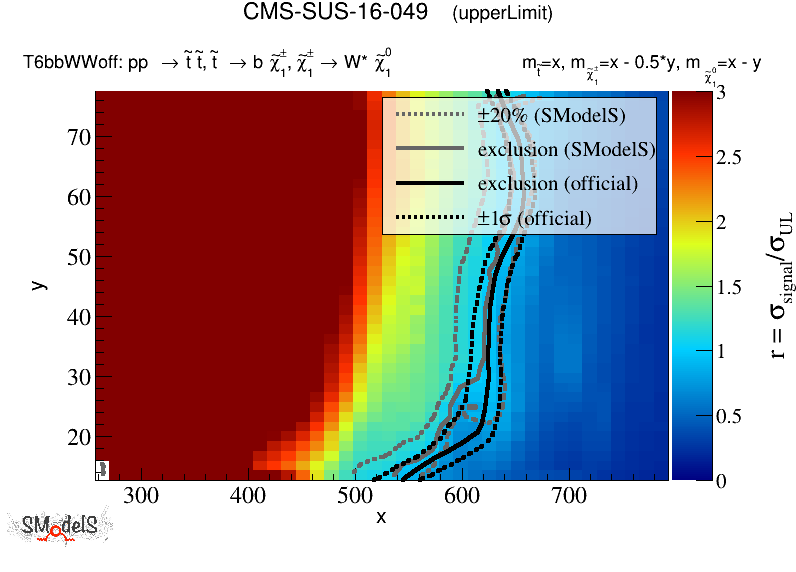 CMS-SUS-16-049 (upperLimit)
T6bbWWoff: pp → t̃ t̃, t̃ → b χ̃₁±, χ̃₁± → W* χ̃₁⁰
m_t̃=x, m_χ̃₁±=x - 0.5*y, m_χ̃₁⁰=x - y
±20% (SModelS)
exclusion (SModelS)
exclusion (official)
±1σ (official)
70
60
50
40
30
20
y
300 400 500 600 700
x
3
2.5
2
1.5
1
0.5
0
r = σ_signal/σ_UL
SModelS